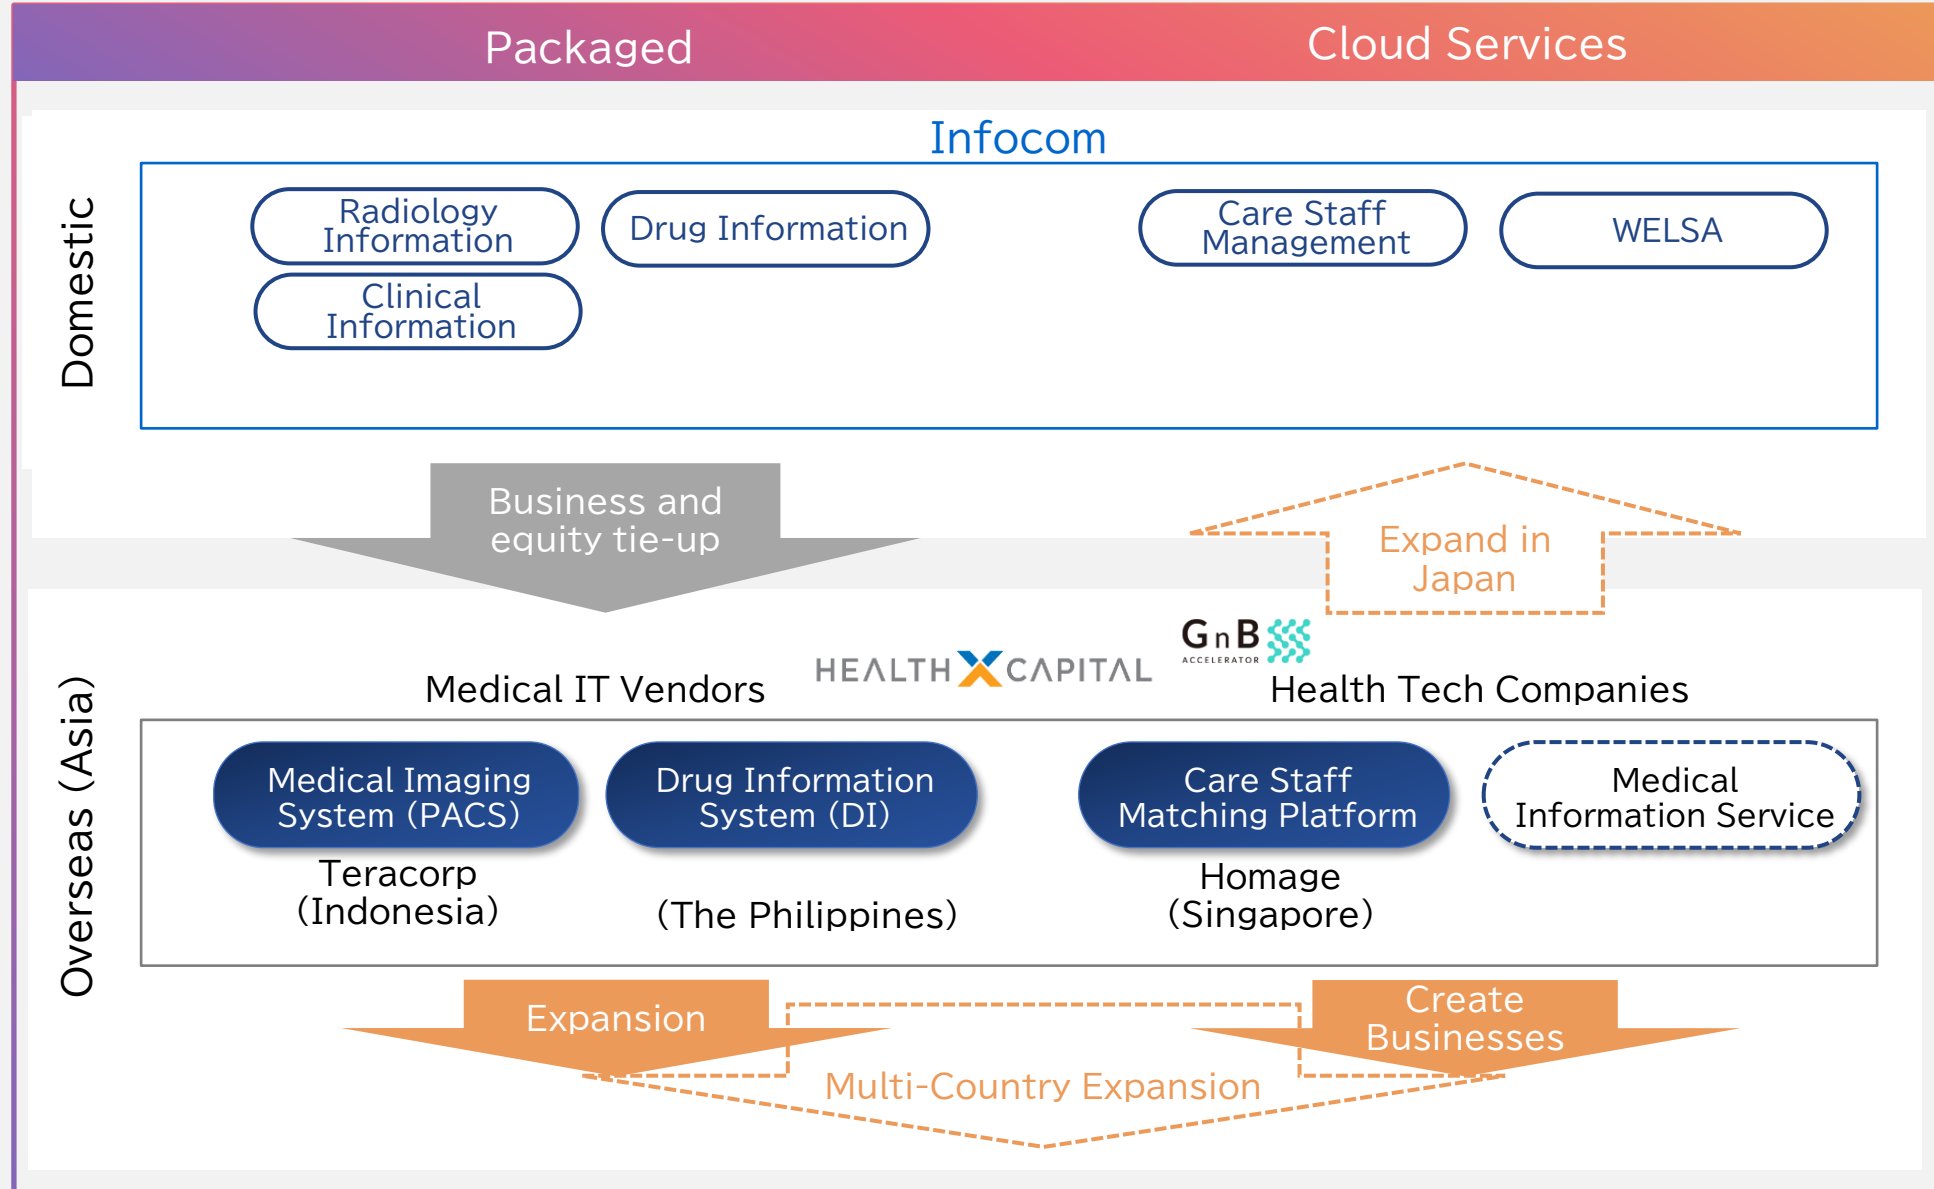 Packaged
Cloud Services
Infocom
Domestic
Radiology
Information
Drug Information
Care Staff
Management
WELSA
Clinical
Information
Business and
equity tie-up
Expand in
Japan
HEALTH X CAPITAL
GnB
ACCELERATOR
Medical IT Vendors
Health Tech Companies
Overseas (Asia)
Medical Imaging
System (PACS)
Drug Information
System (DI)
Care Staff
Matching Platform
Medical
Information Service
Teracorp
(Indonesia)
(The Philippines)
Homage
(Singapore)
Expansion
Create
Businesses
Multi-Country Expansion